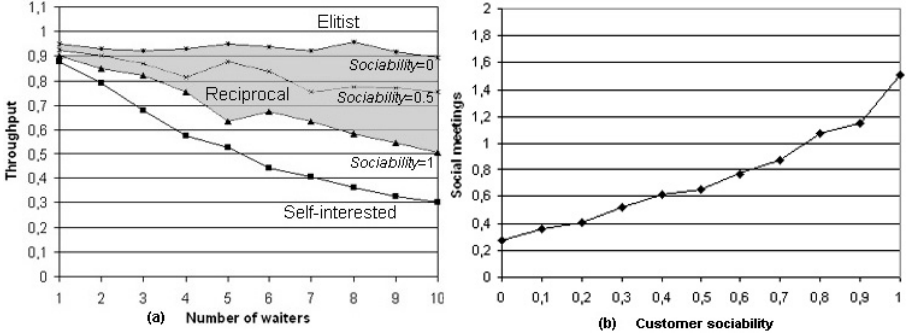 1,1
1
0,9
0,8
0,7
0,6
0,5
0,4
0,3
0,2
0,1
0
Throughput
Elitist
Sociability=0
Reciprocal
Sociability=0.5
Sociability=1
Self-interested
1 2 3 4 5 6 7 8 9 10
(a) Number of waiters
2
1,8
1,6
1,4
1,2
1
0,8
0,6
0,4
0,2
0
Social meetings
0 0,1 0,2 0,3 0,4 0,5 0,6 0,7 0,8 0,9 1
(b) Customer sociability